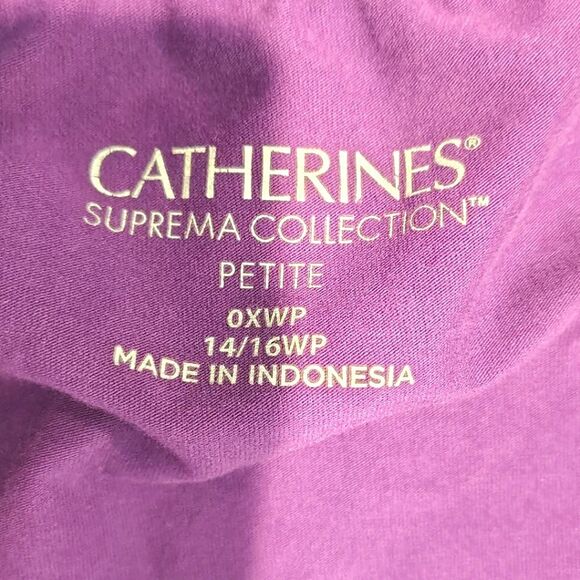 CATHERINES®
SUPREMA COLLECTION™
PETITE
0XWP
14/16WP
MADE IN INDONESIA